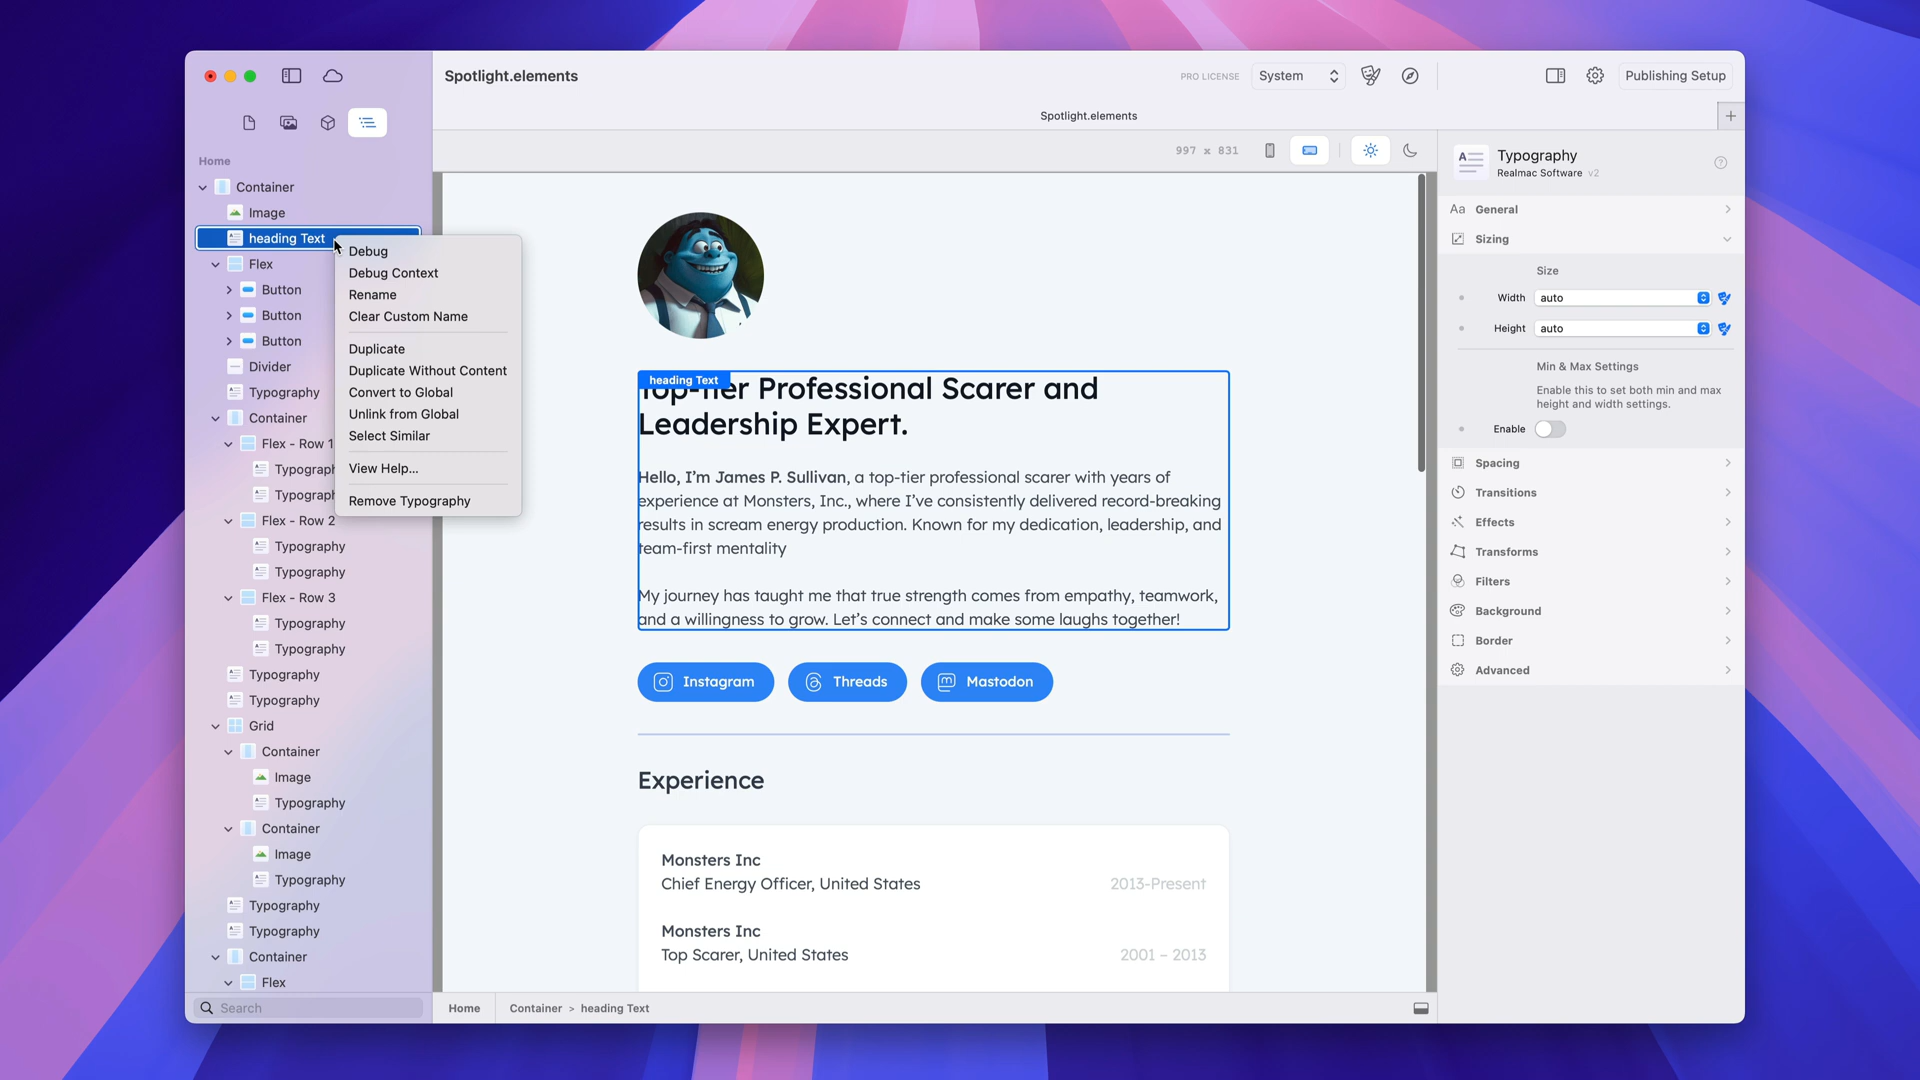 Spotlight.elements
PRO LICENSE
System
Publishing Setup
Spotlight.elements
Home
Container
Image
heading Text
Flex
Button
Button
Button
Divider
Typography
Container
Flex - Row 1
Typograph
Typograph
Flex - Row 2
Typography
Typography
Flex - Row 3
Typography
Typography
Typography
Typography
Grid
Container
Image
Typography
Container
Image
Typography
Typography
Typography
Container
Flex
Search
Debug
Debug Context
Rename
Clear Custom Name
Duplicate
Duplicate Without Content
Convert to Global
Unlink from Global
Select Similar
View Help...
Remove Typography
997 x 831
heading Text
Top-tier Professional Scarer and
Leadership Expert.
Hello, I’m James P. Sullivan, a top-tier professional scarer with years of
experience at Monsters, Inc., where I’ve consistently delivered record-breaking
results in scream energy production. Known for my dedication, leadership, and
team-first mentality
My journey has taught me that true strength comes from empathy, teamwork,
and a willingness to grow. Let’s connect and make some laughs together!
Instagram
Threads
Mastodon
Experience
Monsters Inc
Chief Energy Officer, United States
2013-Present
Monsters Inc
Top Scarer, United States
2001 – 2013
Home
Container > heading Text
Typography
Realmac Software v2
Aa General
Sizing
Size
Width auto
Height auto
Min & Max Settings
Enable this to set both min and max
height and width settings.
Enable
Spacing
Transitions
Effects
Transforms
Filters
Background
Border
Advanced